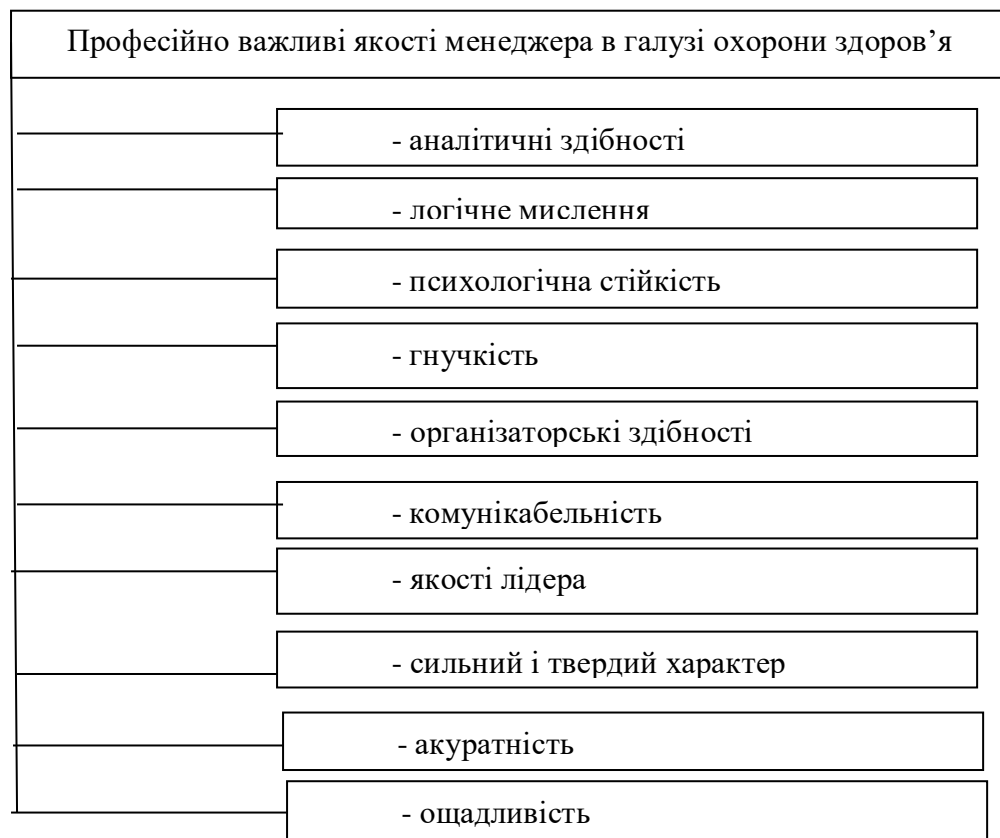 Професійно важливі якості менеджера в галузі охорони здоров’я
- аналітичні здібності
- логічне мислення
- психологічна стійкість
- гнучкість
- організаторські здібності
- комунікабельність
- якості лідера
- сильний і твердий характер
- акуратність
- ощадливість